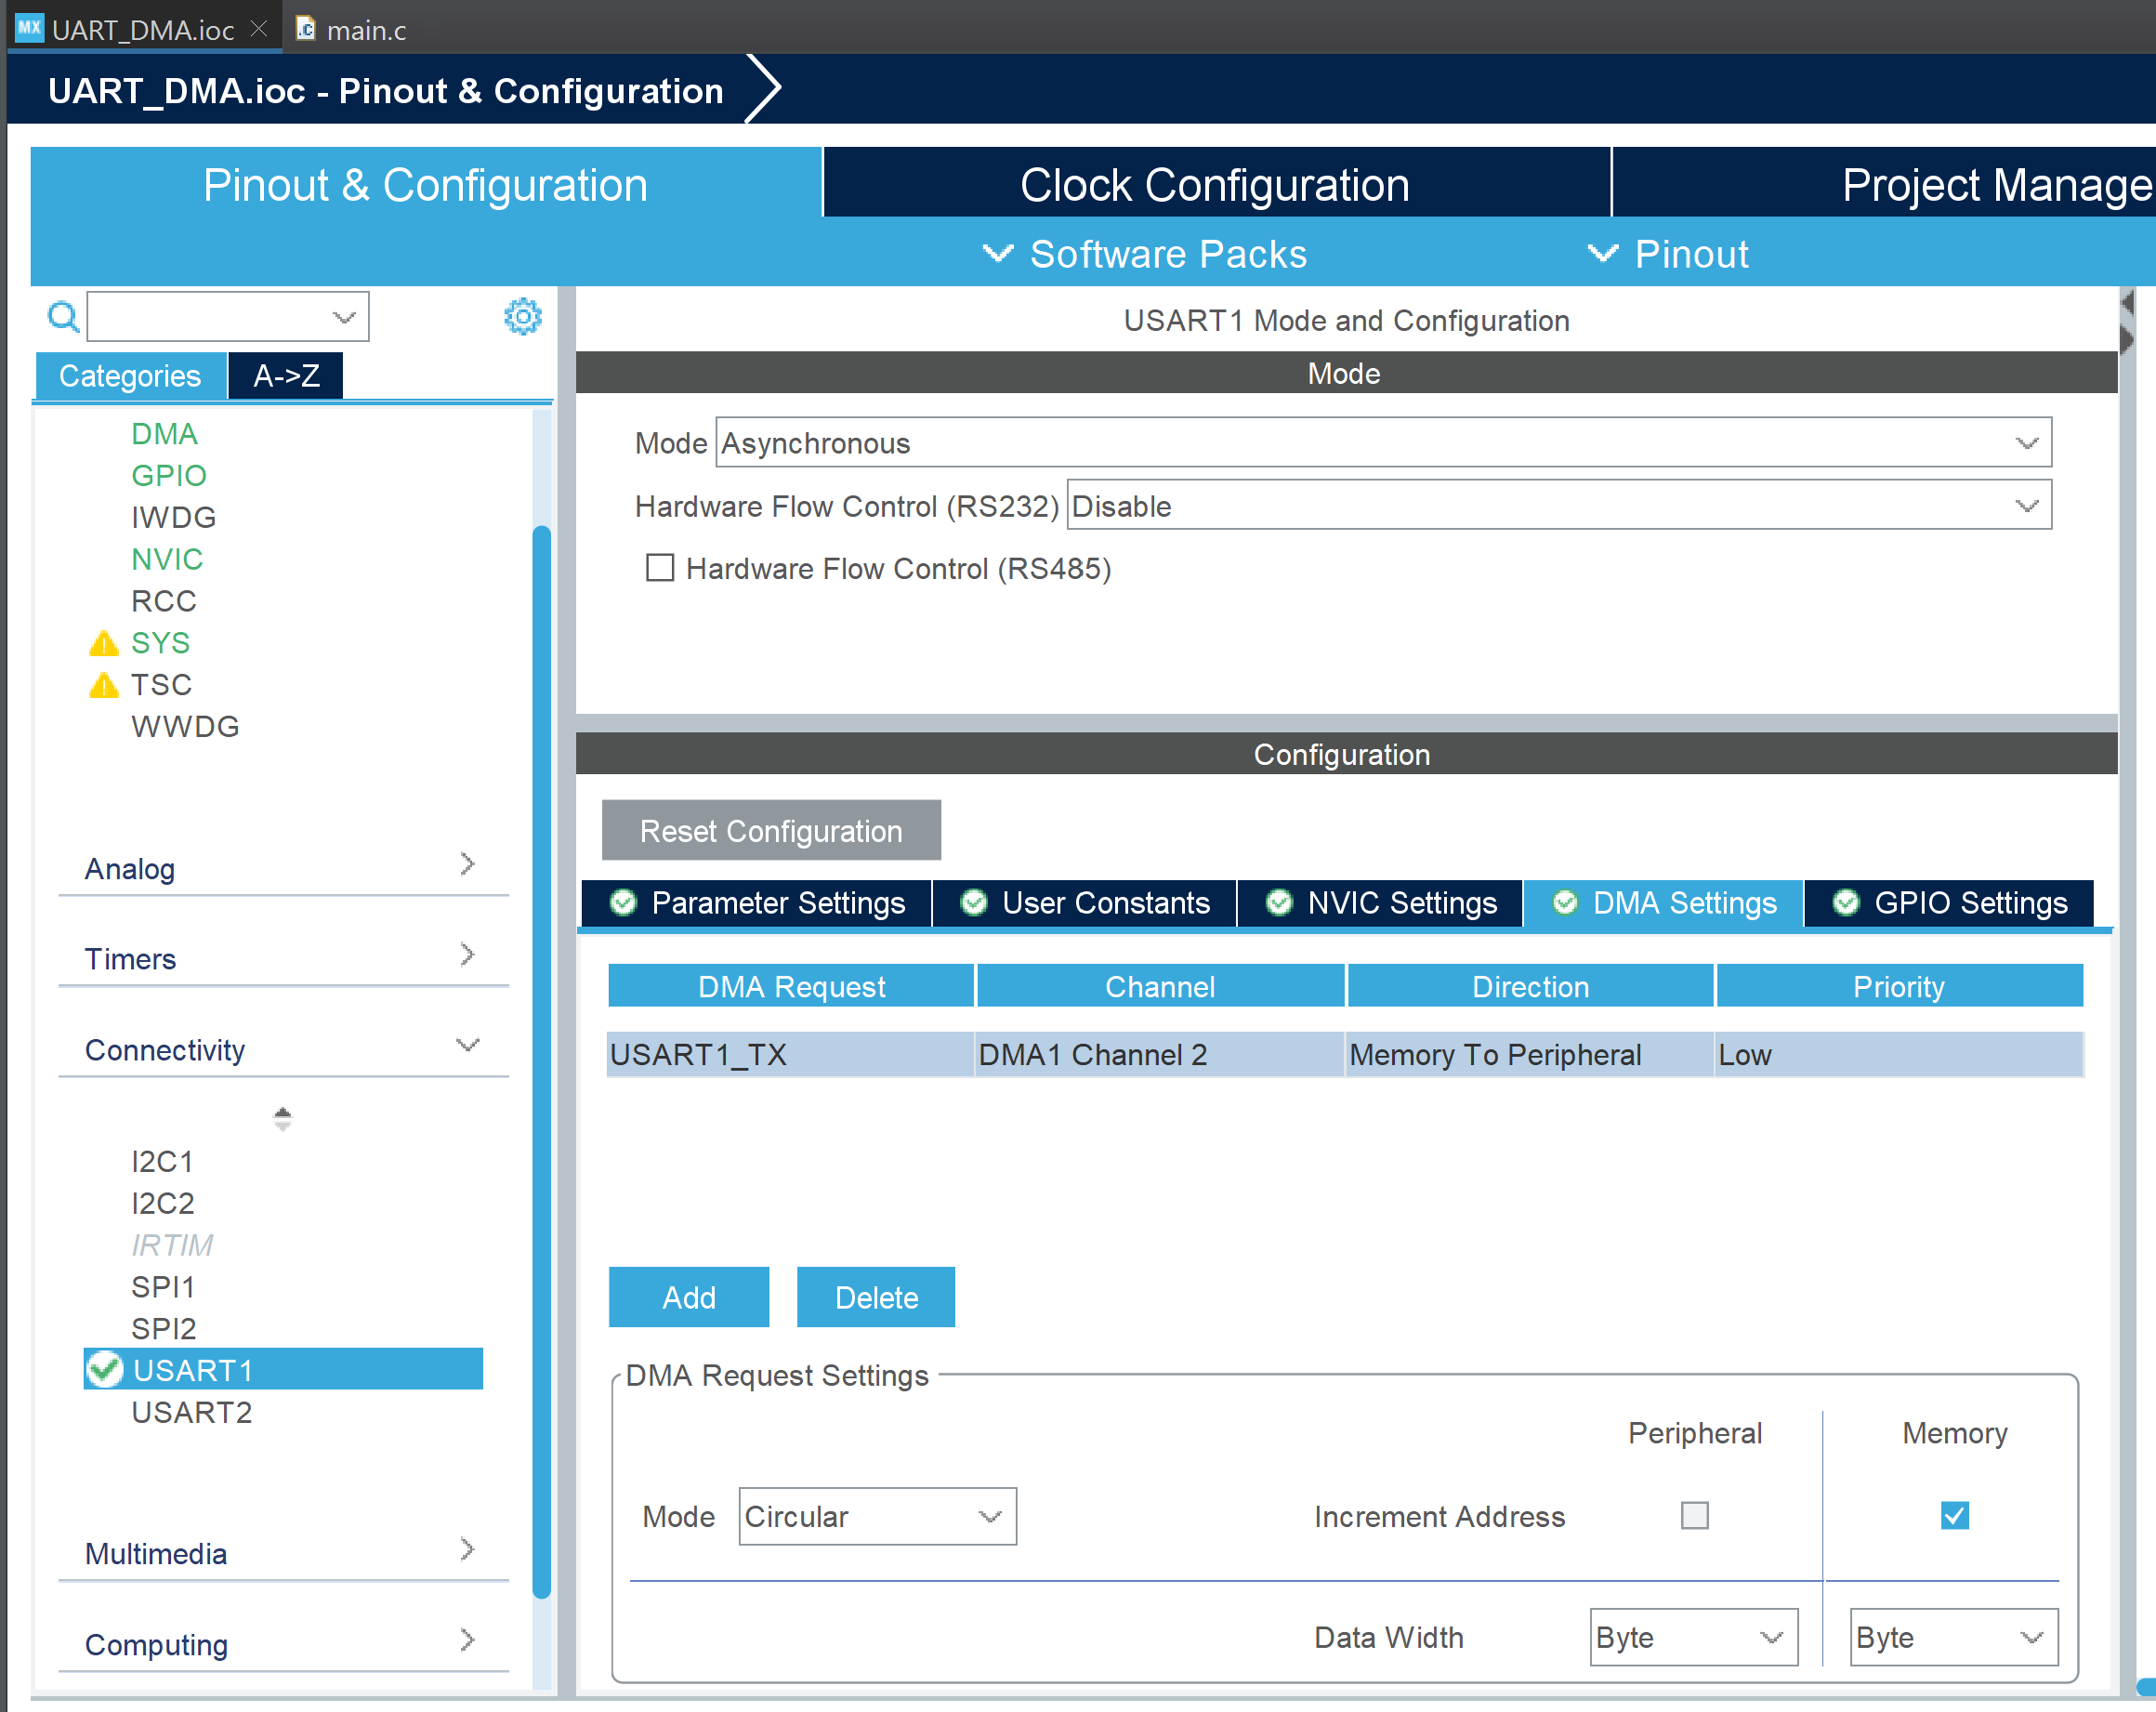 MX UART_DMA.ioc main.c
UART_DMA.ioc - Pinout & Configuration
Pinout & Configuration Clock Configuration Project Manage
Software Packs Pinout
Categories A->Z
DMA
GPIO
IWDG
NVIC
RCC
SYS
TSC
WWDG
Analog
Timers
Connectivity
I2C1
I2C2
IRTIM
SPI1
SPI2
USART1
USART2
Multimedia
Computing
USART1 Mode and Configuration
Mode
Mode Asynchronous
Hardware Flow Control (RS232) Disable
Hardware Flow Control (RS485)
Configuration
Reset Configuration
Parameter Settings User Constants NVIC Settings DMA Settings GPIO Settings
DMA Request Channel Direction Priority
USART1_TX DMA1 Channel 2 Memory To Peripheral Low
Add Delete
DMA Request Settings
Peripheral Memory
Mode Circular Increment Address
Data Width Byte Byte